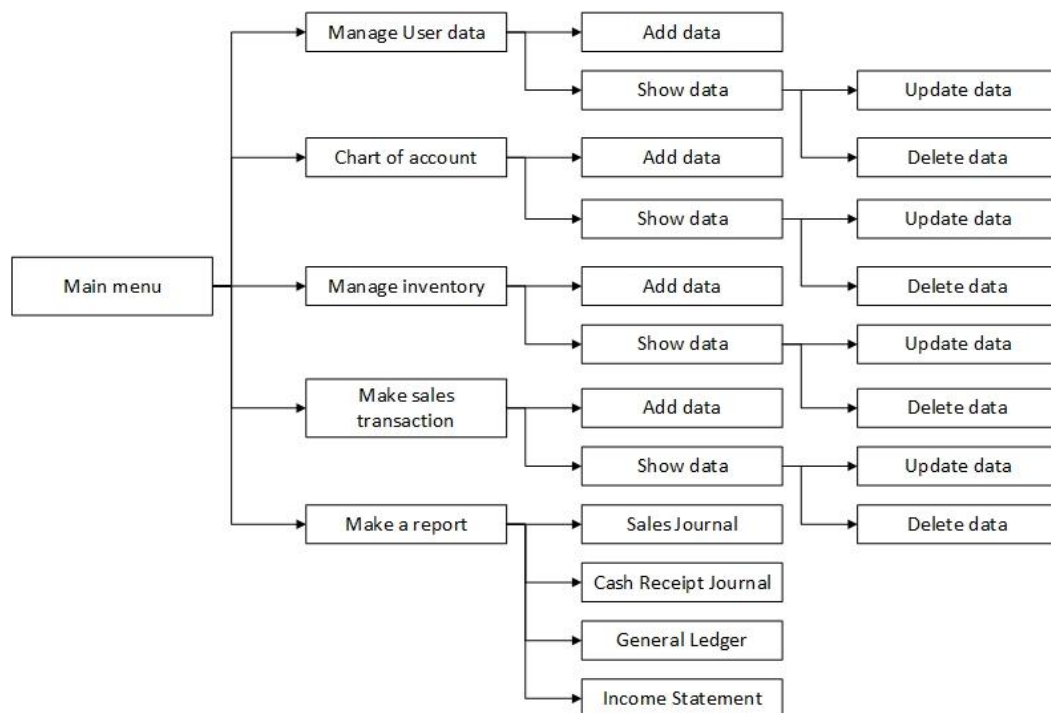 Manage User data
Add data
Show data
Update data
Chart of account
Add data
Delete data
Show data
Update data
Main menu
Manage inventory
Add data
Delete data
Show data
Update data
Make sales
transaction
Add data
Delete data
Show data
Update data
Make a report
Sales Journal
Delete data
Cash Receipt Journal
General Ledger
Income Statement